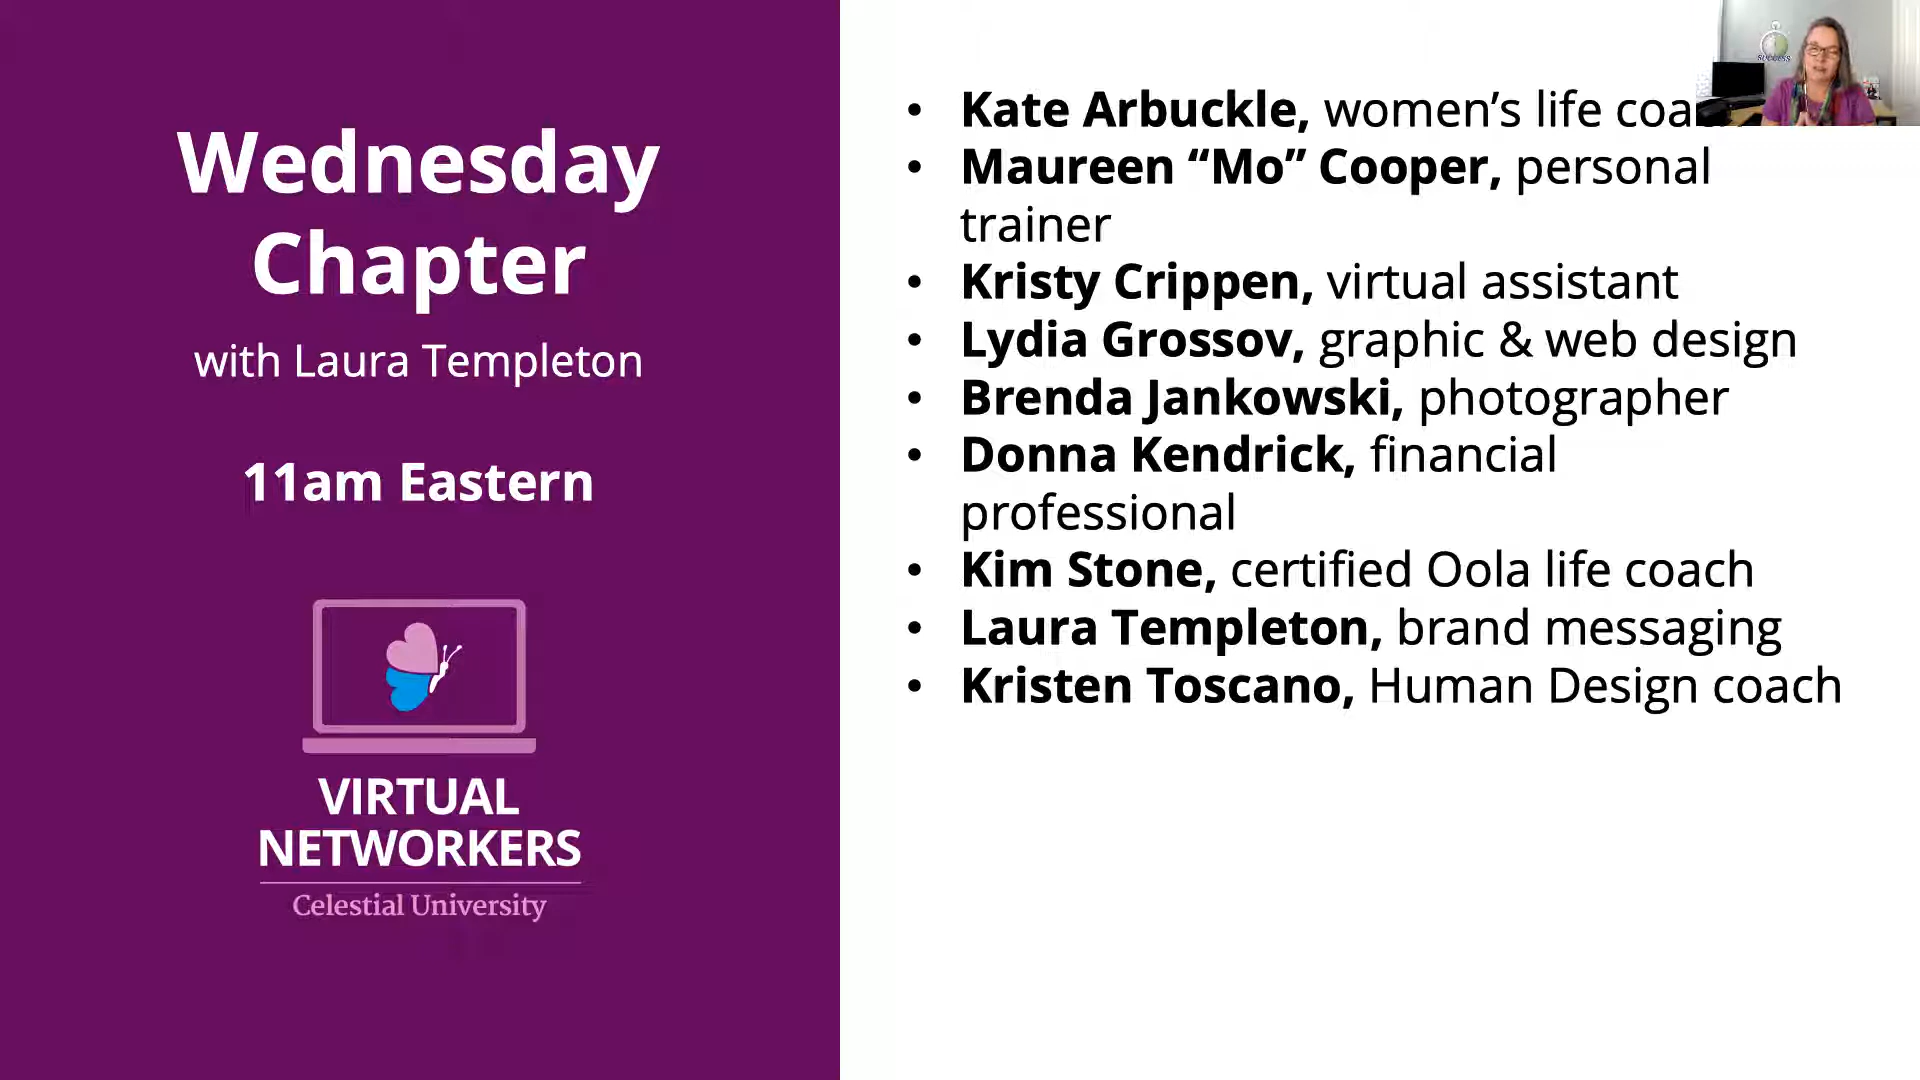 Wednesday
Chapter
with Laura Templeton
11am Eastern
VIRTUAL
NETWORKERS
Celestial University
• Kate Arbuckle, women’s life
• Maureen “Mo” Cooper, personal
trainer
• Kristy Crippen, virtual assistant
• Lydia Grossov, graphic & web design
• Brenda Jankowski, photographer
• Donna Kendrick, financial
professional
• Kim Stone, certified Oola life coach
• Laura Templeton, brand messaging
• Kristen Toscano, Human Design coach
SUCCESS